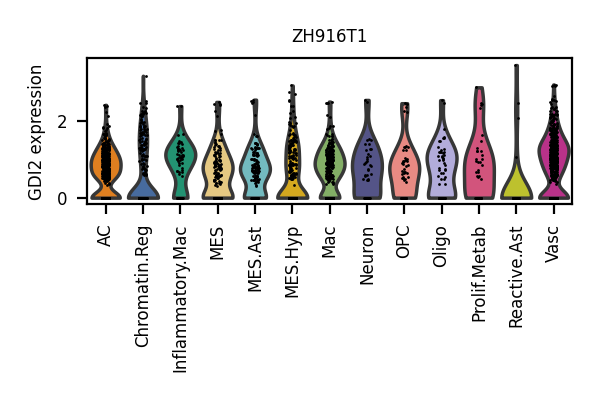 ZH916T1
GDI2 expression
2
0
AC
Chromatin.Reg
Inflammatory.Mac
MES
MES.Ast
MES.Hyp
Mac
Neuron
OPC
Oligo
Prolif.Metab
Reactive.Ast
Vasc